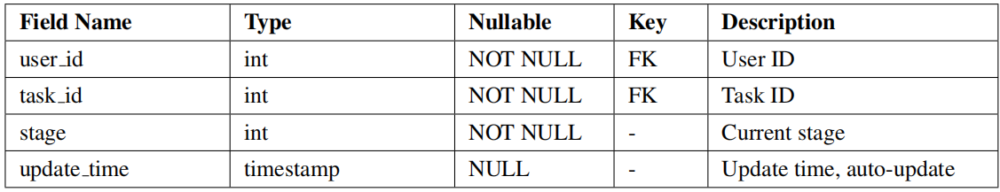 Field Name Type Nullable Key Description
user_id int NOT NULL FK User ID
task_id int NOT NULL FK Task ID
stage int NOT NULL - Current stage
update_time timestamp NULL - Update time, auto-update